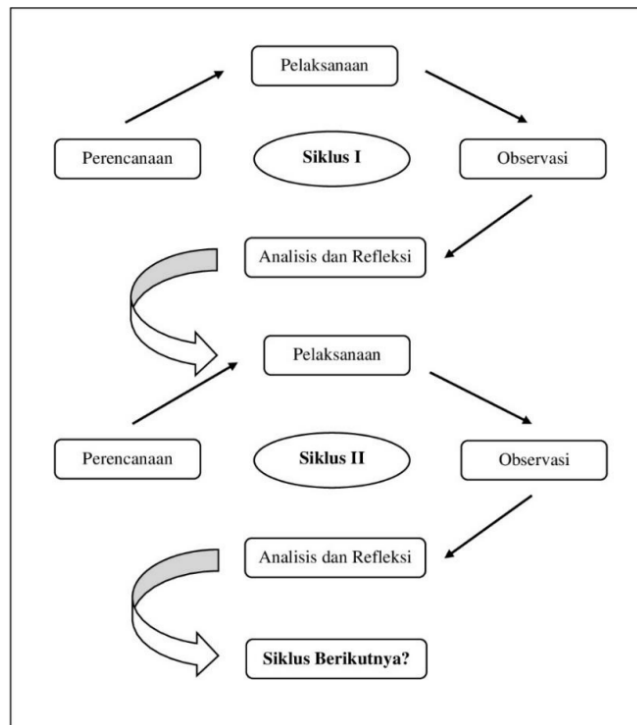 Pelaksanaan
Perencanaan
Siklus I
Observasi
Analisis dan Refleksi
Pelaksanaan
Perencanaan
Siklus II
Observasi
Analisis dan Refleksi
Siklus Berikutnya?